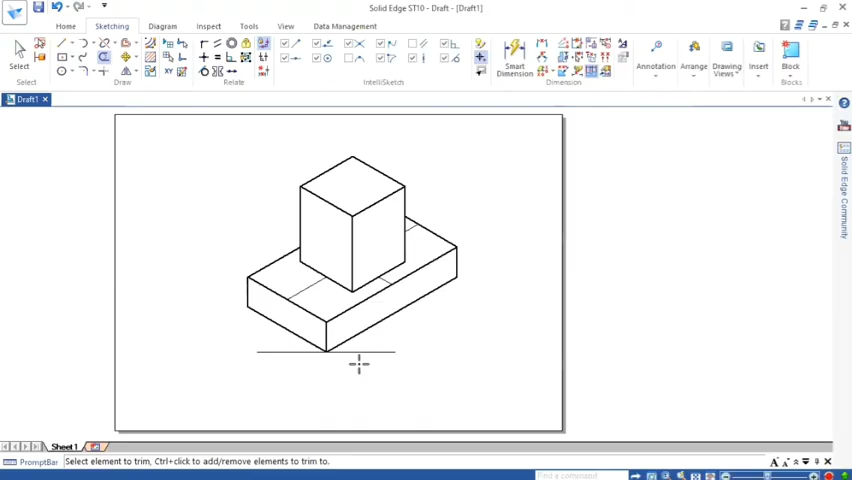 Solid Edge ST10 - Draft - [Draft1]
Home Sketching Diagram Inspect Tools View Data Management
XY
Select
Smart Dimension
Annotation
Arrange
Drawing Views
Insert
Block
Select Draw Relate IntelliSketch Dimension Blocks
Draft1
Solid Edge Community
Sheet1
PromptBar Select element to trim, Ctrl+click to add/remove elements to trim to.
Find a command